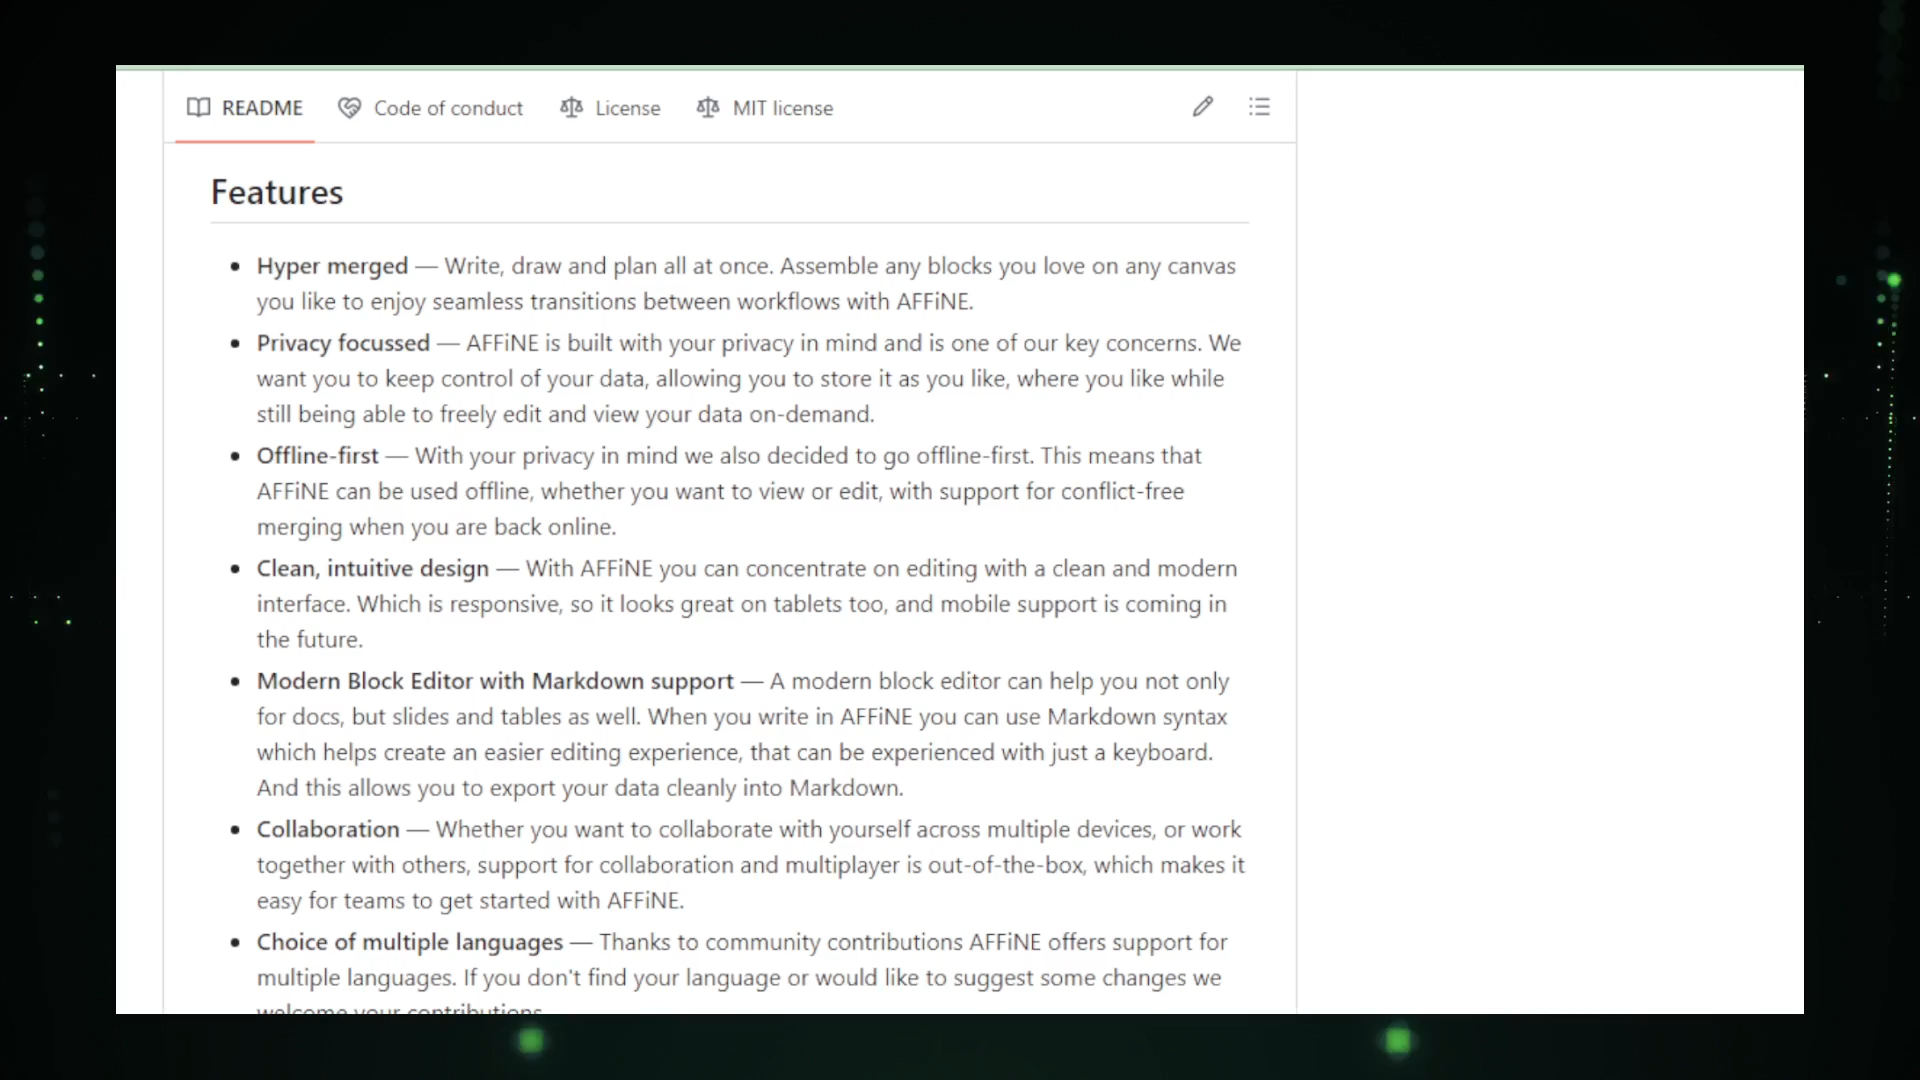 README Code of conduct License MIT license
Features
Hyper merged — Write, draw and plan all at once. Assemble any blocks you love on any canvas
you like to enjoy seamless transitions between workflows with AFFiNE.
Privacy focussed — AFFiNE is built with your privacy in mind and is one of our key concerns. We
want you to keep control of your data, allowing you to store it as you like, where you like while
still being able to freely edit and view your data on-demand.
Offline-first — With your privacy in mind we also decided to go offline-first. This means that
AFFiNE can be used offline, whether you want to view or edit, with support for conflict-free
merging when you are back online.
Clean, intuitive design — With AFFiNE you can concentrate on editing with a clean and modern
interface. Which is responsive, so it looks great on tablets too, and mobile support is coming in
the future.
Modern Block Editor with Markdown support — A modern block editor can help you not only
for docs, but slides and tables as well. When you write in AFFiNE you can use Markdown syntax
which helps create an easier editing experience, that can be experienced with just a keyboard.
And this allows you to export your data cleanly into Markdown.
Collaboration — Whether you want to collaborate with yourself across multiple devices, or work
together with others, support for collaboration and multiplayer is out-of-the-box, which makes it
easy for teams to get started with AFFiNE.
Choice of multiple languages — Thanks to community contributions AFFiNE offers support for
multiple languages. If you don't find your language or would like to suggest some changes we
welcome your contributions.